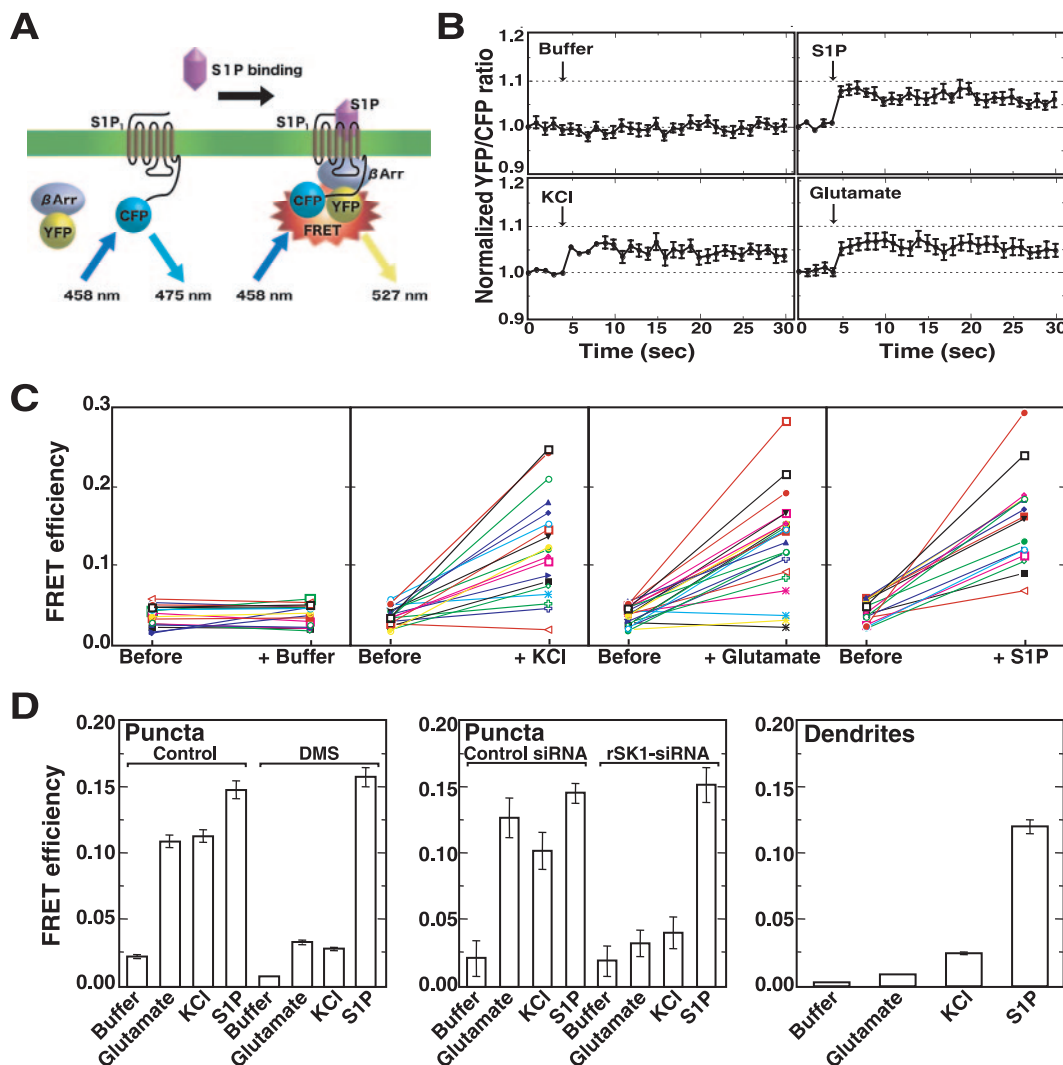 A
S1P binding
S1P
S1P1
S1P1
βArr
βArr
YFP
CFP
CFP
YFP
FRET
458 nm
475 nm
458 nm
527 nm
B
Normalized YFP/CFP ratio
1.2
1.1
1.0
0.9
1.2
1.1
1.0
0.9
Buffer
S1P
KCl
Glutamate
0 5 10 15 20 25 30
0 5 10 15 20 25 30
Time (sec)
Time (sec)
C
FRET efficiency
0.3
0.2
0.1
0.0
Before + Buffer
Before + KCl
Before + Glutamate
Before + S1P
D
FRET efficiency
0.20
0.15
0.10
0.05
0.00
Puncta
Control
DMS
Buffer
Glutamate
KCl
S1P
Buffer
Glutamate
KCl
S1P
0.20
0.15
0.10
0.05
0.00
Puncta
Control siRNA
rSK1-siRNA
Buffer
Glutamate
KCl
S1P
Buffer
Glutamate
KCl
S1P
0.20
0.15
0.10
0.05
0.00
Dendrites
Buffer
Glutamate
KCl
S1P